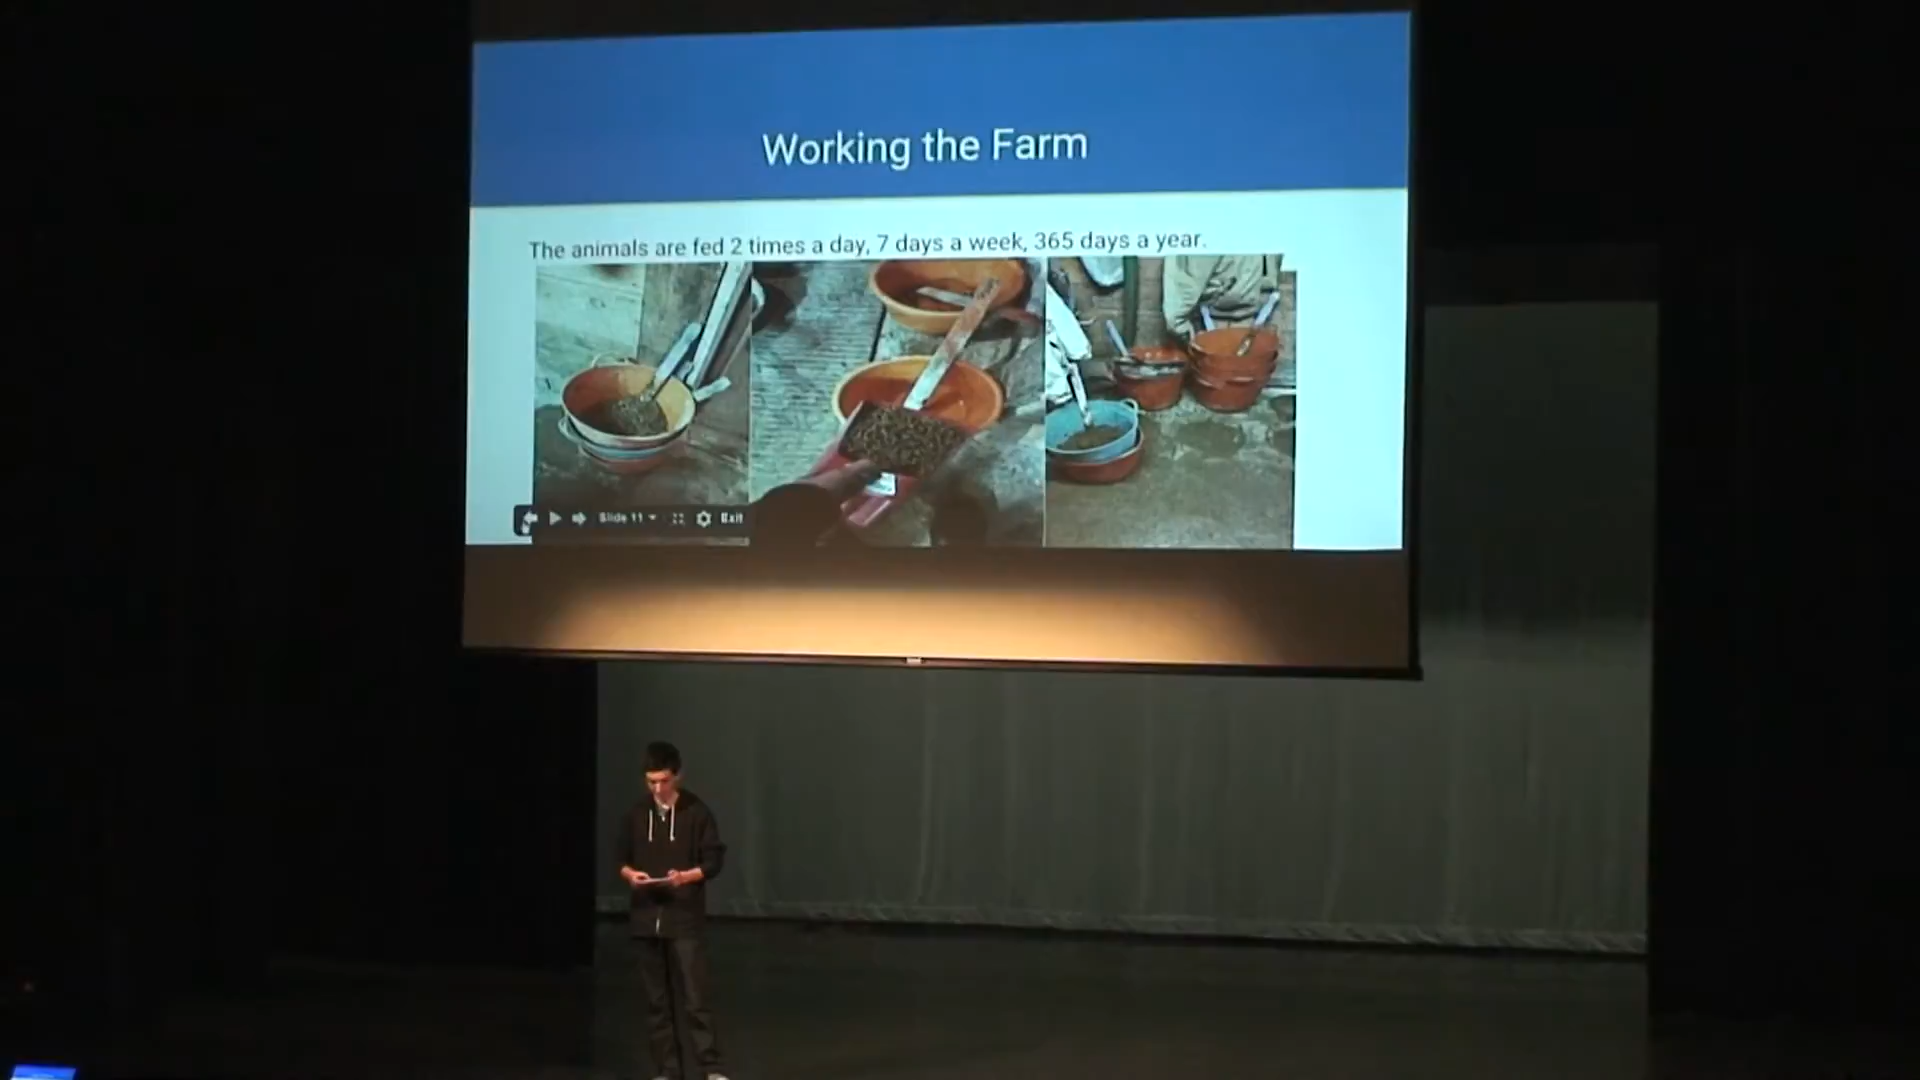 Working the Farm
The animals are fed 2 times a day, 7 days a week, 365 days a year.
Slide 11
Exit